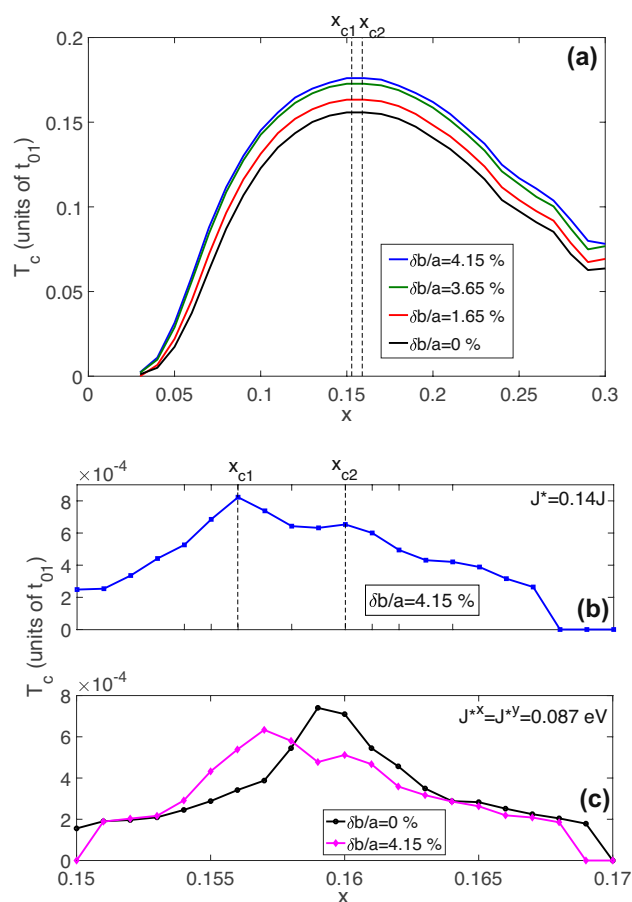 x_c1 x_c2
(a)
T_c (units of t_01)
0.2
0.15
0.1
0.05
0
δb/a=4.15 %
δb/a=3.65 %
δb/a=1.65 %
δb/a=0 %
0 0.05 0.1 0.15 0.2 0.25 0.3
x
×10^-4
x_c1 x_c2
J*=0.14J
8
6
4
2
0
δb/a=4.15 %
(b)
T_c (units of t_01)
×10^-4
8
6
4
2
0
J*^x=J*^y=0.087 eV
(c)
δb/a=0 %
δb/a=4.15 %
0.15 0.155 0.16 0.165 0.17
x